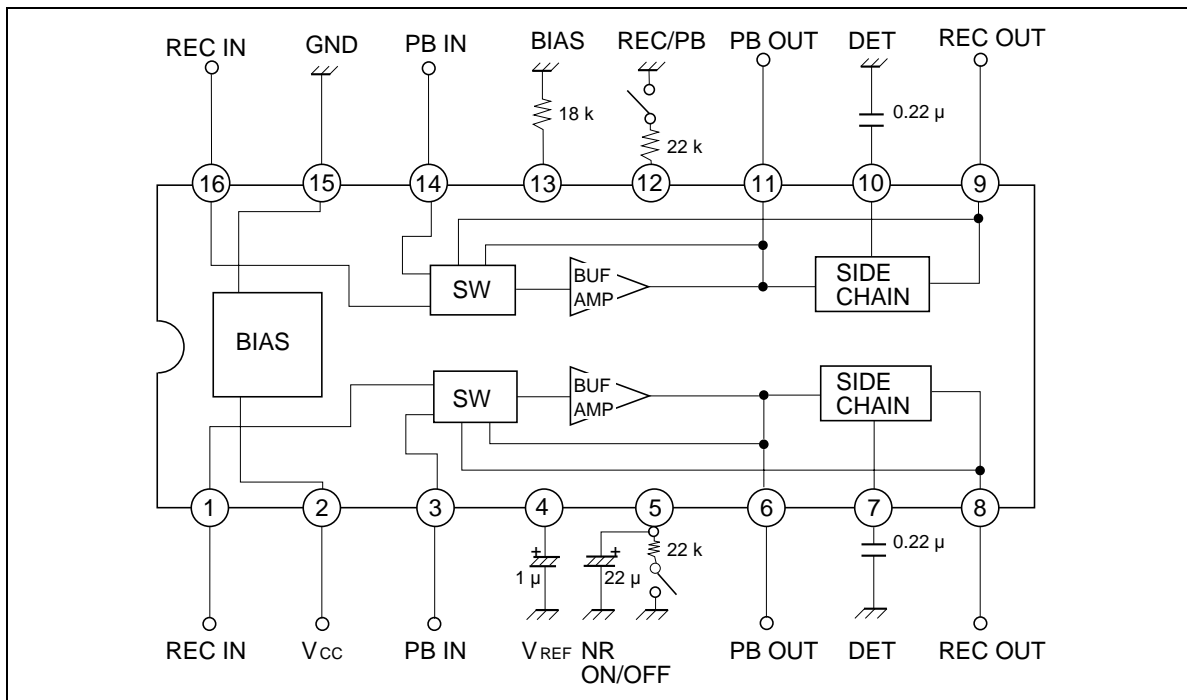 REC IN GND PB IN BIAS REC/PB PB OUT DET REC OUT
18 k 22 k 0.22 µ
16 15 14 13 12 11 10 9
SW BUF AMP SIDE CHAIN
BIAS
SW BUF AMP SIDE CHAIN
1 2 3 4 5 6 7 8
+ 1 µ + 22 µ 22 k 0.22 µ
REC IN VCC PB IN VREF NR ON/OFF PB OUT DET REC OUT